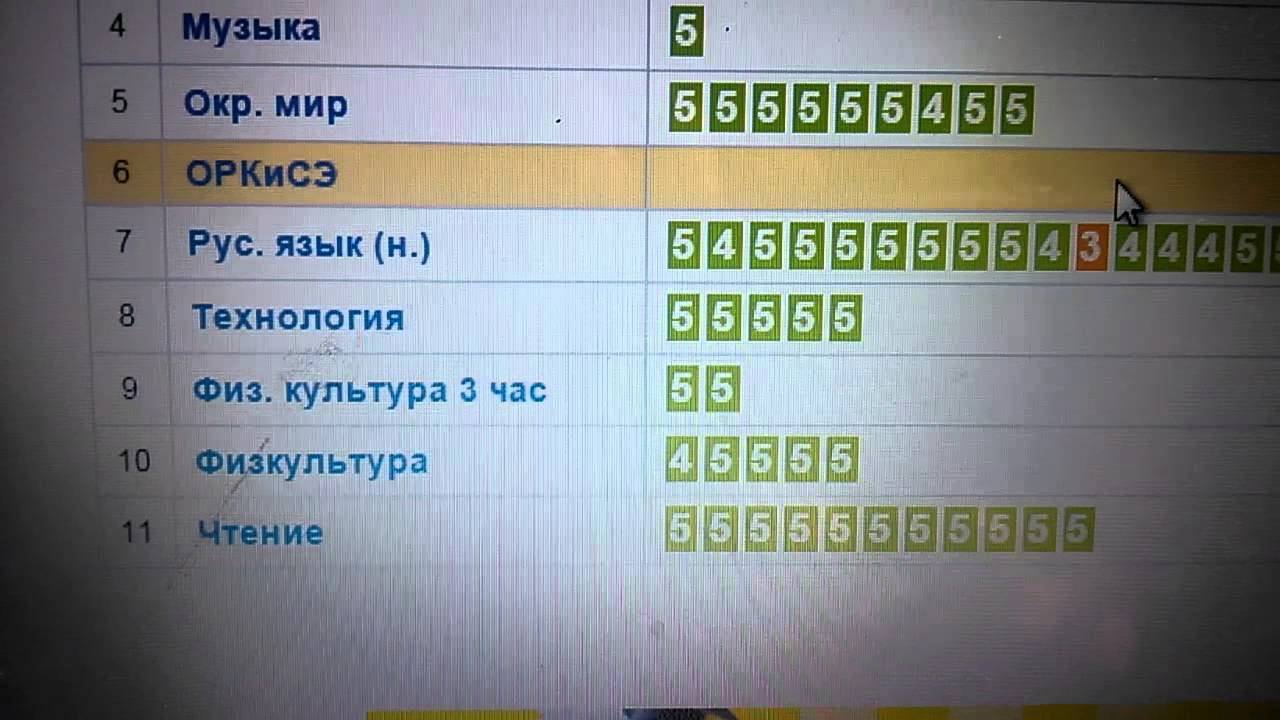 4 Музыка 5
5 Окр. мир 5 5 5 5 5 5 4 5 5
6 ОРКиСЭ
7 Рус. язык (н.) 5 4 5 5 5 5 5 5 5 4 3 4 4 4 5
8 Технология 5 5 5 5 5
9 Физ. культура 3 час 5 5
10 Физкультура 4 5 5 5 5
11 Чтение 5 5 5 5 5 5 5 5 5 5 5